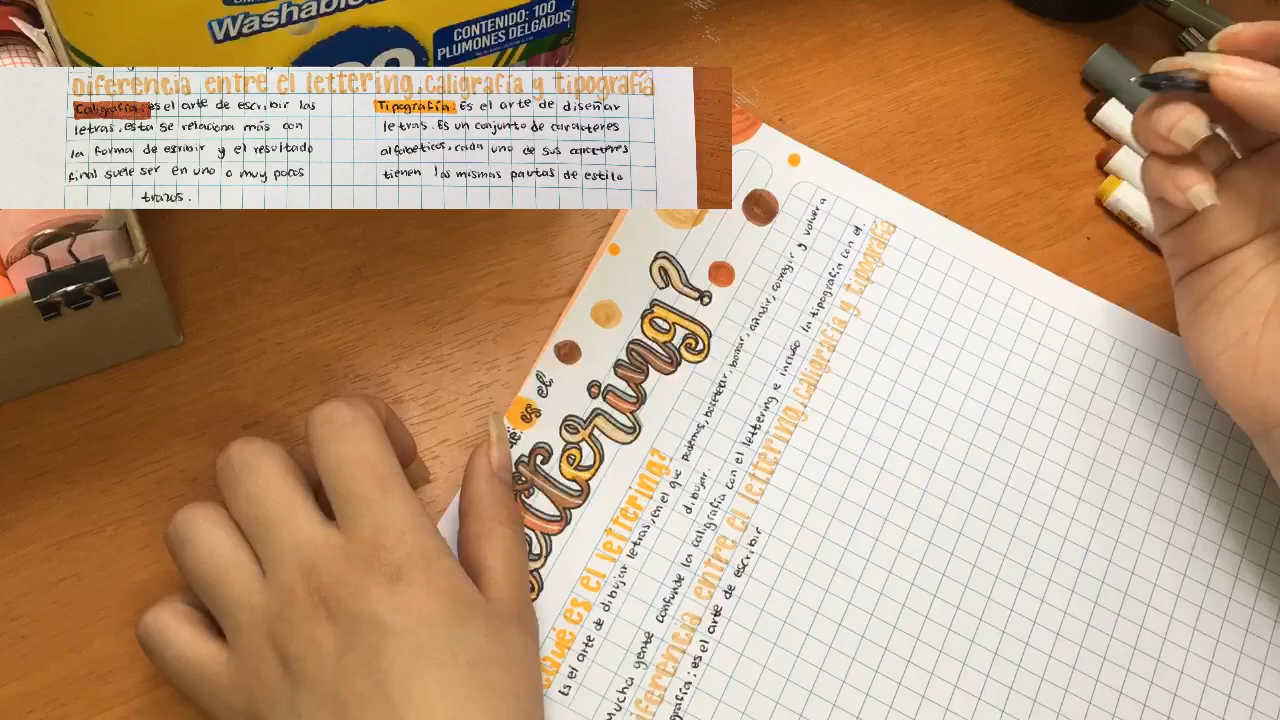 Washable
CONTENIDO: 100
PLUMONES DELGADOS
Diferencia entre el lettering, caligrafía y tipografía
Caligrafía: es el arte de escribir las
letras, esta se relaciona más con
la forma de escribir y el resultado
final suele ser en uno o muy pocos
trazos.
Tipografía: Es el arte de diseñar
letras. Es un conjunto de caracteres
alfabéticos, cada uno de sus caracteres
tienen las mismas pautas de estilo
es el
lettering?
¿Qué es el lettering?
Es el arte de dibujar letras, en el que podemos, bocetear, borrar, añadir, corregir y volver a
dibujar.
Mucha gente confunde la caligrafía con el lettering e incluso la tipografía con el.
iferencia entre el lettering, caligrafía y tipografía
grafía: es el arte de escribir